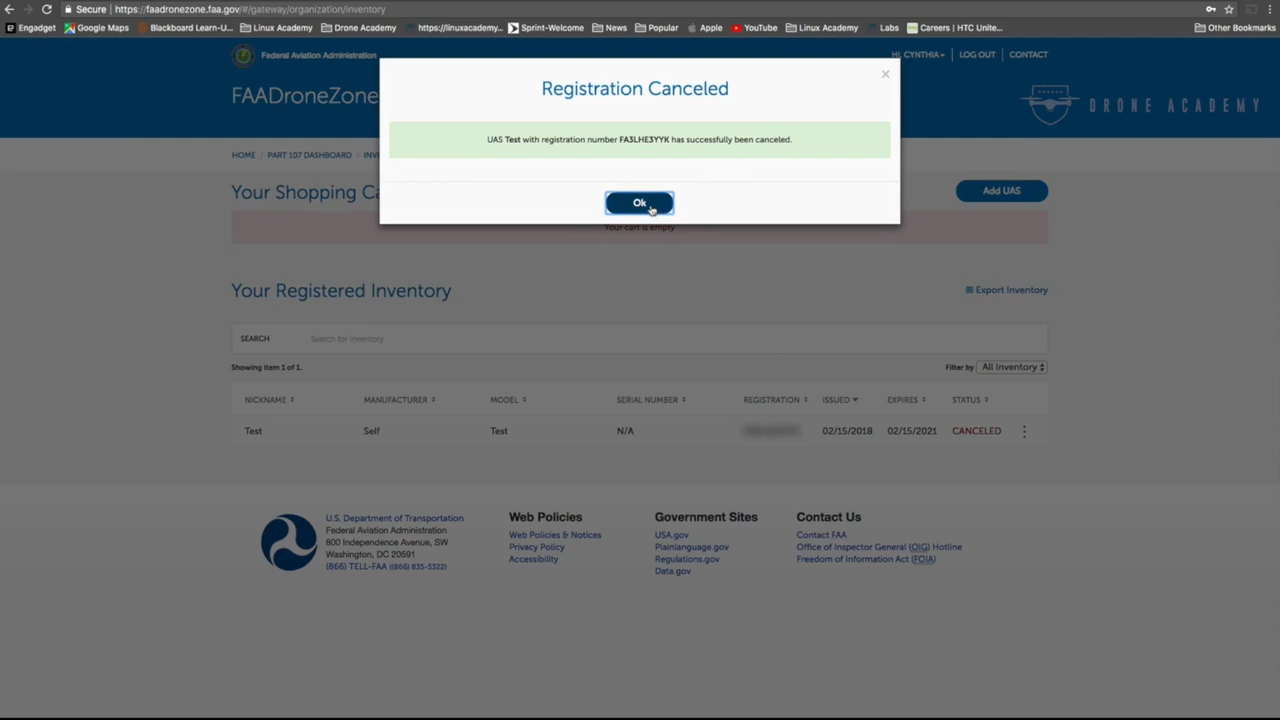 Secure
https://faadronezone.faa.gov/#/gateway/organization/inventory
Engadget
Google Maps
Blackboard Learn-U...
Linux Academy
Drone Academy
https://linuxacademy...
Sprint-Welcome
News
Popular
Apple
YouTube
Linux Academy
Labs
Careers | HTC Unite...
Other Bookmarks
Federal Aviation Administration
HI, CYNTHIA
LOG OUT
CONTACT
FAADroneZone
DRONE ACADEMY
×
Registration Canceled
UAS Test with registration number FA3LHE3YYK has successfully been canceled.
Ok
HOME / PART 107 DASHBOARD / INV
Your Shopping Ca
Add UAS
Your cart is empty
Your Registered Inventory
Export Inventory
SEARCH
Search for Inventory
Showing item 1 of 1.
Filter by All Inventory
NICKNAME MANUFACTURER MODEL SERIAL NUMBER REGISTRATION ISSUED EXPIRES STATUS
Test Self Test N/A 02/15/2018 02/15/2021 CANCELED
U.S. Department of Transportation
Federal Aviation Administration
800 Independence Avenue, SW
Washington, DC 20691
(866) TELL-FAA ((866) 835-5322)
Web Policies
Web Policies & Notices
Privacy Policy
Accessibility
Government Sites
USA.gov
Plainlanguage.gov
Regulations.gov
Data.gov
Contact Us
Contact FAA
Office of Inspector General (OIG) Hotline
Freedom of Information Act (FOIA)